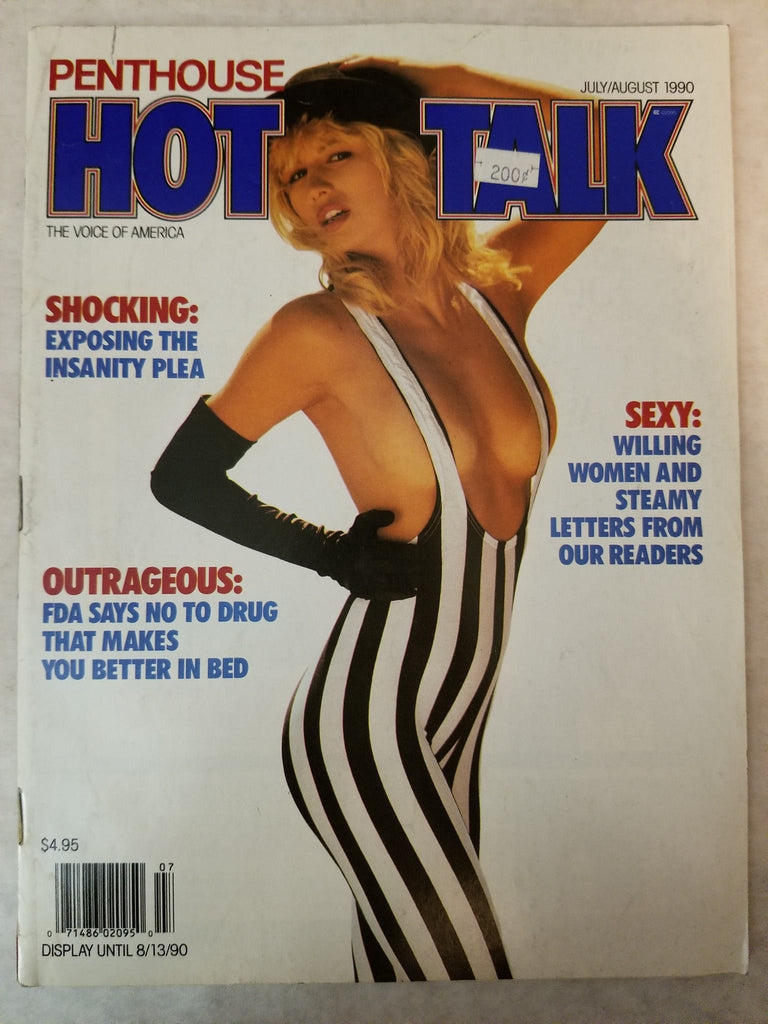 PENTHOUSE
JULY/AUGUST 1990
HOT TALK
200¢
THE VOICE OF AMERICA
SHOCKING:
EXPOSING THE
INSANITY PLEA
SEXY:
WILLING
WOMEN AND
STEAMY
LETTERS FROM
OUR READERS
OUTRAGEOUS:
FDA SAYS NO TO DRUG
THAT MAKES
YOU BETTER IN BED
$4.95
07
0 71486 02095 0
DISPLAY UNTIL 8/13/90